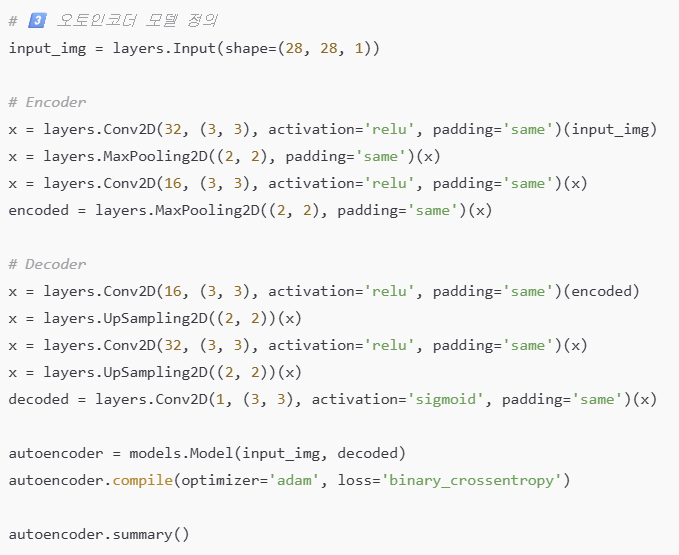 # 3️⃣ 오토인코더 모델 정의
input_img = layers.Input(shape=(28, 28, 1))
# Encoder
x = layers.Conv2D(32, (3, 3), activation='relu', padding='same')(input_img)
x = layers.MaxPooling2D((2, 2), padding='same')(x)
x = layers.Conv2D(16, (3, 3), activation='relu', padding='same')(x)
encoded = layers.MaxPooling2D((2, 2), padding='same')(x)
# Decoder
x = layers.Conv2D(16, (3, 3), activation='relu', padding='same')(encoded)
x = layers.UpSampling2D((2, 2))(x)
x = layers.Conv2D(32, (3, 3), activation='relu', padding='same')(x)
x = layers.UpSampling2D((2, 2))(x)
decoded = layers.Conv2D(1, (3, 3), activation='sigmoid', padding='same')(x)
autoencoder = models.Model(input_img, decoded)
autoencoder.compile(optimizer='adam', loss='binary_crossentropy')
autoencoder.summary()